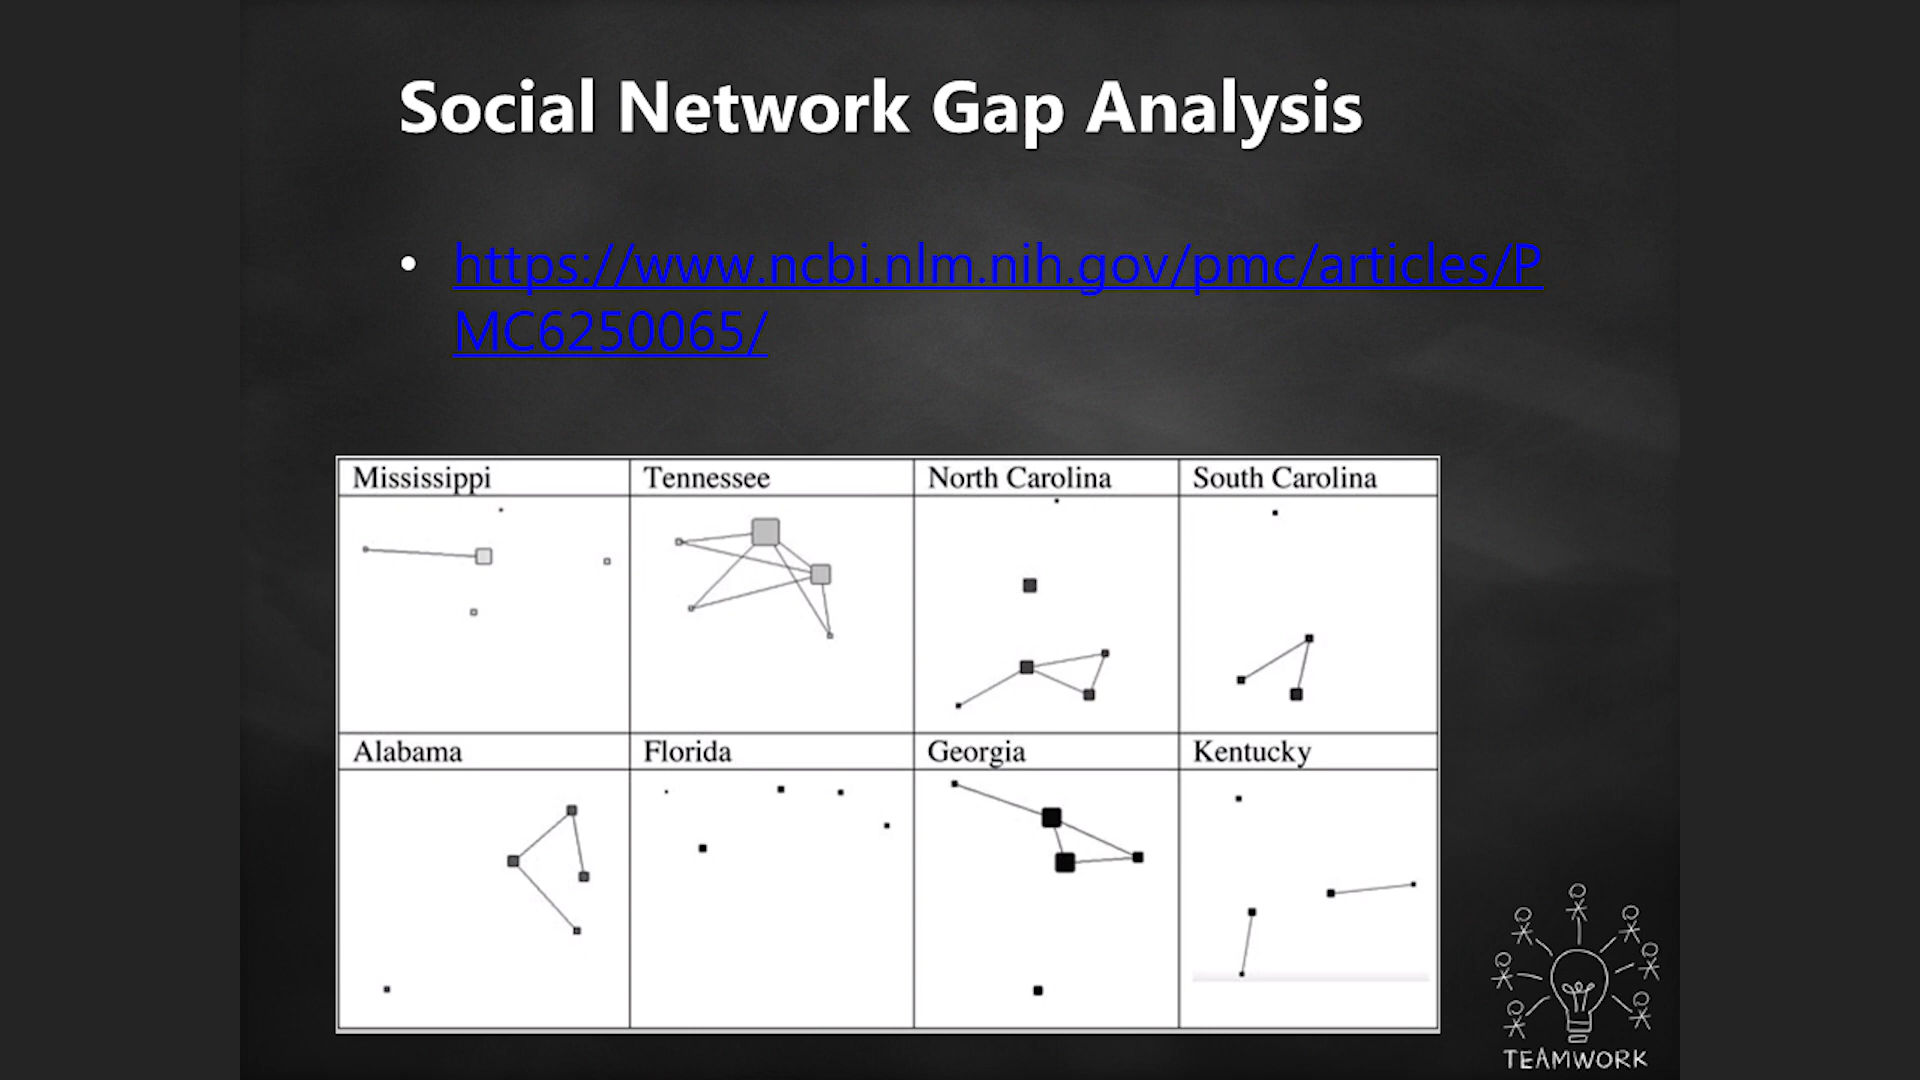 Social Network Gap Analysis
• https://www.ncbi.nlm.nih.gov/pmc/articles/P
MC6250065/
Mississippi Tennessee North Carolina South Carolina
Alabama Florida Georgia Kentucky
TEAMWORK